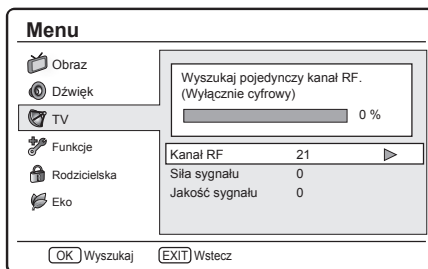 Menu
Obraz
Dźwięk
TV
Funkcje
Rodzicielska
Eko
Wyszukaj pojedynczy kanał RF.
(Wyłącznie cyfrowy)
0 %
Kanał RF 21
Siła sygnału 0
Jakość sygnału 0
OK Wyszukaj EXIT Wstecz